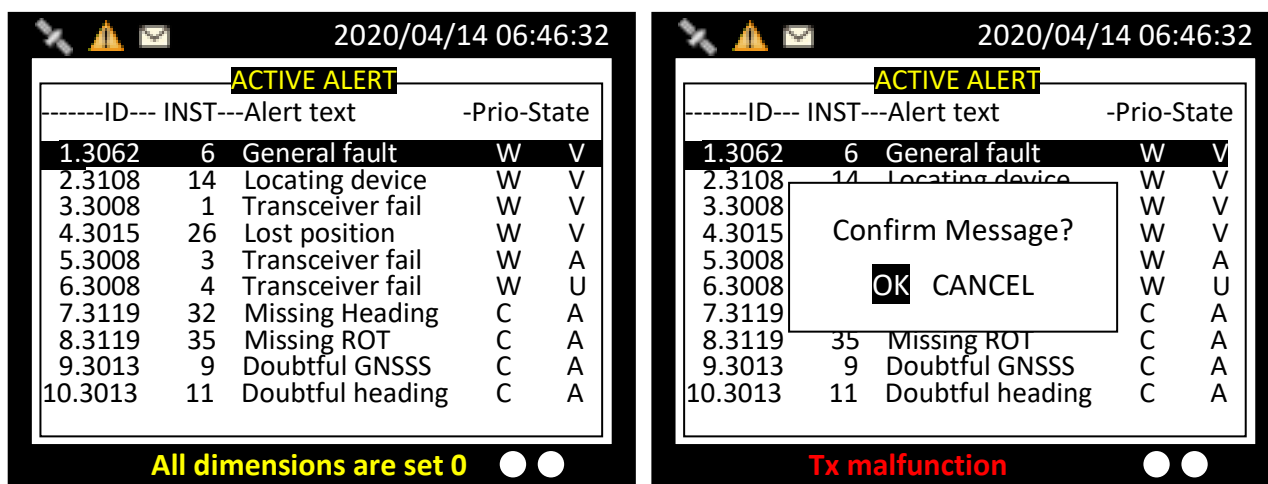 2020/04/14 06:46:32
ACTIVE ALERT
-------ID--- INST---Alert text -Prio-State
1.3062 6 General fault W V
2.3108 14 Locating device W V
3.3008 1 Transceiver fail W V
4.3015 26 Lost position W V
5.3008 3 Transceiver fail W A
6.3008 4 Transceiver fail W U
7.3119 32 Missing Heading C A
8.3119 35 Missing ROT C A
9.3013 9 Doubtful GNSSS C A
10.3013 11 Doubtful heading C A
All dimensions are set 0
2020/04/14 06:46:32
ACTIVE ALERT
-------ID--- INST---Alert text -Prio-State
1.3062 6 General fault W V
2.3108 14 Locating device W V
3.3008 W V
4.3015 W V
5.3008 W A
6.3008 W U
7.3119 C A
8.3119 35 Missing ROT C A
9.3013 9 Doubtful GNSSS C A
10.3013 11 Doubtful heading C A
Confirm Message?
OK CANCEL
Tx malfunction